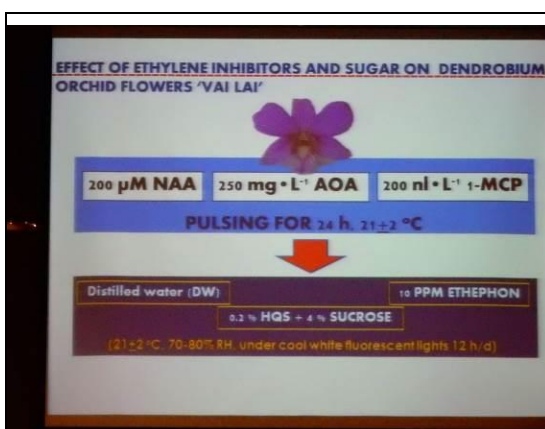 EFFECT OF ETHYLENE INHIBITORS AND SUGAR ON DENDROBIUM
ORCHID FLOWERS ‘VAI LAI’
200 µM NAA 250 mg•L⁻¹ AOA 200 nl•L⁻¹ 1-MCP
PULSING FOR 24 h, 21±2 °C
Distilled water (DW) 10 PPM ETHEPHON
0.2 % HQS + 4 % SUCROSE
(21±2 °C, 70-80% RH, under cool white fluorescent lights 12 h/d)